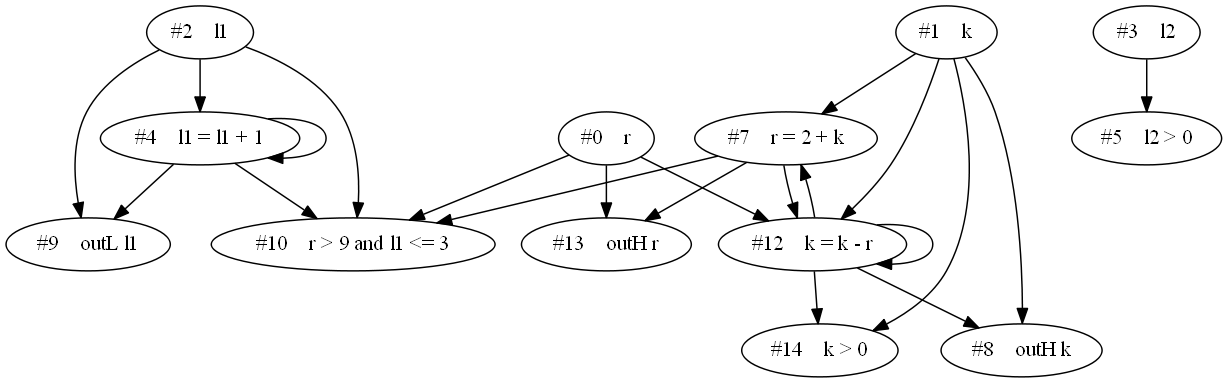 #2 l1
#1 k
#3 l2
#4 l1 = l1 + 1
#0 r
#7 r = 2 + k
#5 l2 > 0
#9 outL l1
#10 r > 9 and l1 <= 3
#13 outH r
#12 k = k - r
#14 k > 0
#8 outH k